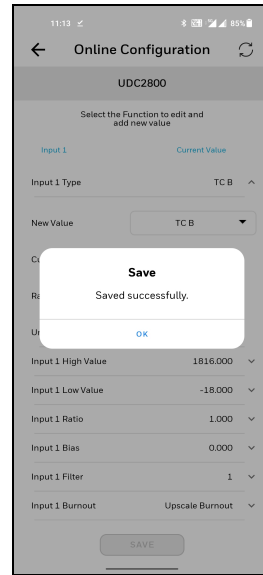 11:13
85%
Online Configuration
UDC2800
Select the Function to edit and
add new value
Input 1 Current Value
Input 1 Type TC B
New Value TC B
Save
Saved successfully.
OK
Input 1 High Value 1816.000
Input 1 Low Value -18.000
Input 1 Ratio 1.000
Input 1 Bias 0.000
Input 1 Filter 1
Input 1 Burnout Upscale Burnout
SAVE